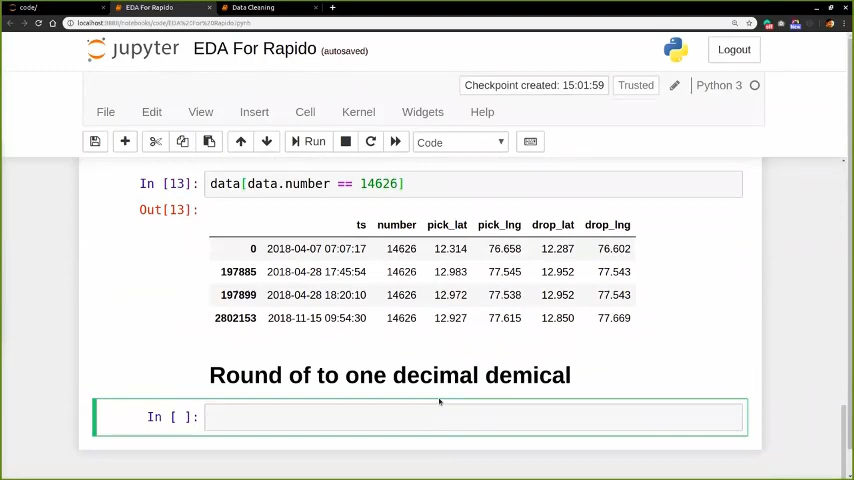 code/ EDA For Rapido Data Cleaning
localhost:8888/notebooks/code/EDA%20For%20Rapido.ipynb
jupyter EDA For Rapido (autosaved) Logout
Checkpoint created: 15:01:59 Trusted Python 3
File Edit View Insert Cell Kernel Widgets Help
Run Code
In [13]: data[data.number == 14626]
Out[13]:
ts number pick_lat pick_lng drop_lat drop_lng
0 2018-04-07 07:07:17 14626 12.314 76.658 12.287 76.602
197885 2018-04-28 17:45:54 14626 12.983 77.545 12.952 77.543
197899 2018-04-28 18:20:10 14626 12.972 77.538 12.952 77.543
2802153 2018-11-15 09:54:30 14626 12.927 77.615 12.850 77.669
Round of to one decimal demical
In [ ]: